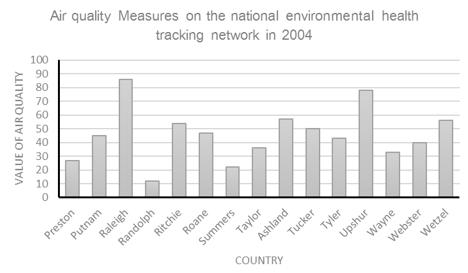 Air quality Measures on the national environmental health
tracking network in 2004
VALUE OF AIR QUALITY
100
90
80
70
60
50
40
30
20
10
0
Preston
Putnam
Raleigh
Randolph
Ritchie
Roane
Summers
Taylor
Ashland
Tucker
Tyler
Upshur
Wayne
Webster
Wetzel
COUNTRY